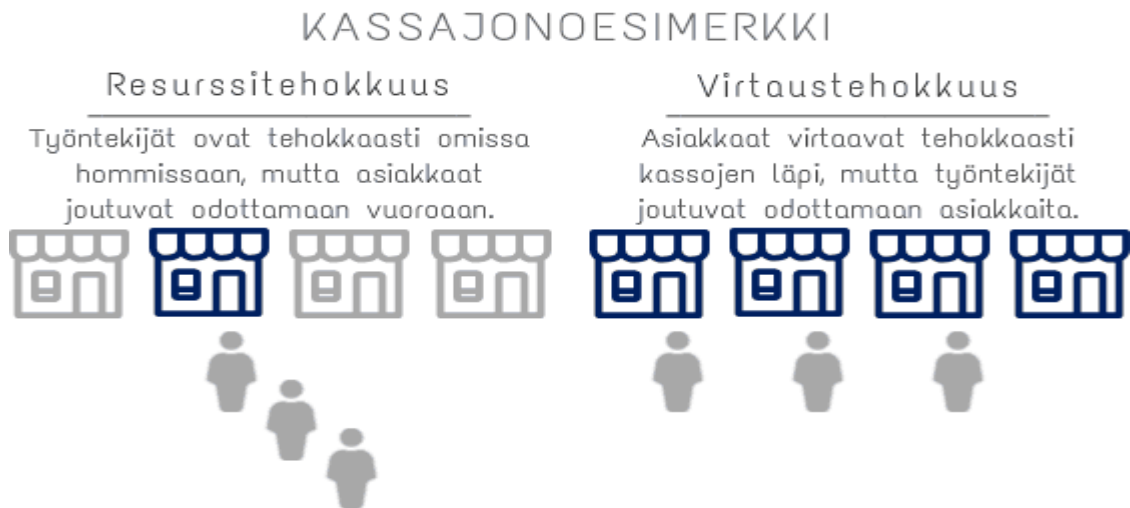 KASSAJONOESIMERKKI
Resurssitehokkuus
Työntekijät ovat tehokkaasti omissa
hommissaan, mutta asiakkaat
joutuvat odottamaan vuoroaan.
Virtaustehokkuus
Asiakkaat virtaavat tehokkaasti
kassojen läpi, mutta työntekijät
joutuvat odottamaan asiakkaita.